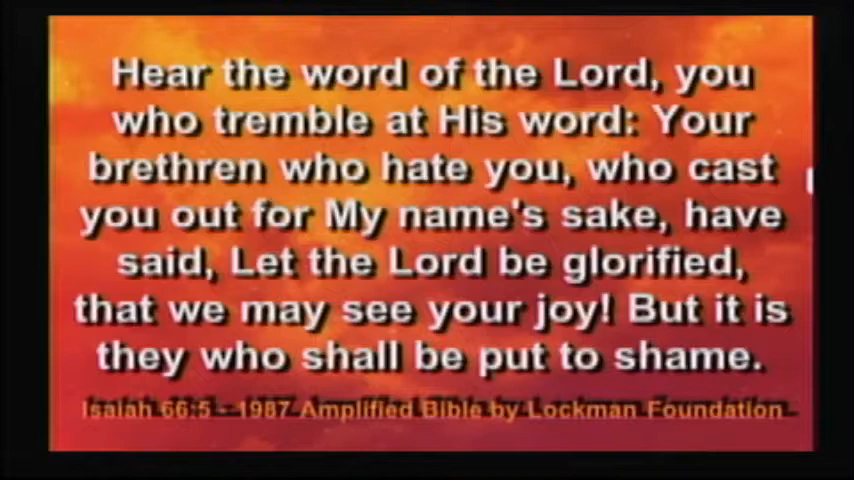 Hear the word of the Lord, you
who tremble at His word: Your
brethren who hate you, who cast
you out for My name's sake, have
said, Let the Lord be glorified,
that we may see your joy! But it is
they who shall be put to shame.
Isaiah 66:5 - 1987 Amplified Bible by Lockman Foundation